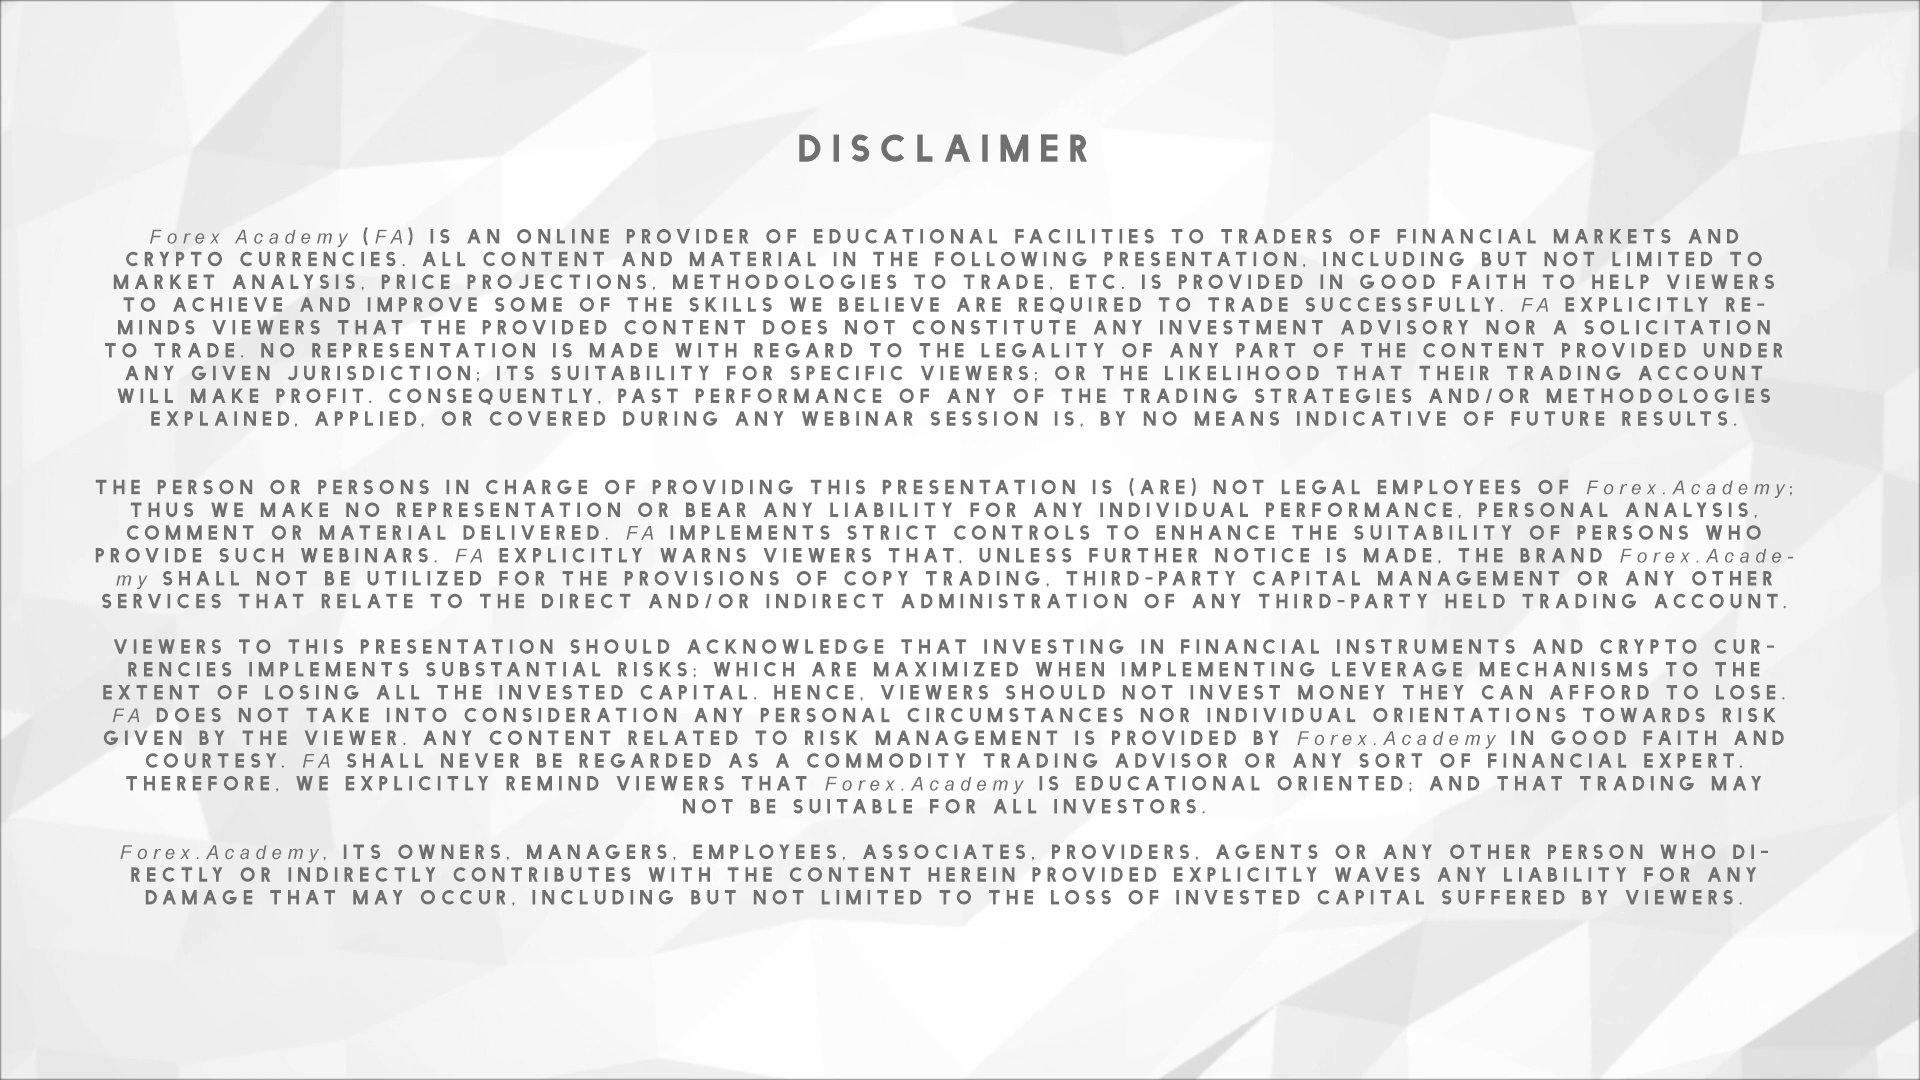 DISCLAIMER
Forex Academy (FA) IS AN ONLINE PROVIDER OF EDUCATIONAL FACILITIES TO TRADERS OF FINANCIAL MARKETS AND
CRYPTO CURRENCIES. ALL CONTENT AND MATERIAL IN THE FOLLOWING PRESENTATION, INCLUDING BUT NOT LIMITED TO
MARKET ANALYSIS, PRICE PROJECTIONS, METHODOLOGIES TO TRADE, ETC. IS PROVIDED IN GOOD FAITH TO HELP VIEWERS
TO ACHIEVE AND IMPROVE SOME OF THE SKILLS WE BELIEVE ARE REQUIRED TO TRADE SUCCESSFULLY. FA EXPLICITLY RE-
MINDS VIEWERS THAT THE PROVIDED CONTENT DOES NOT CONSTITUTE ANY INVESTMENT ADVISORY NOR A SOLICITATION
TO TRADE. NO REPRESENTATION IS MADE WITH REGARD TO THE LEGALITY OF ANY PART OF THE CONTENT PROVIDED UNDER
ANY GIVEN JURISDICTION; ITS SUITABILITY FOR SPECIFIC VIEWERS; OR THE LIKELIHOOD THAT THEIR TRADING ACCOUNT
WILL MAKE PROFIT. CONSEQUENTLY, PAST PERFORMANCE OF ANY OF THE TRADING STRATEGIES AND/OR METHODOLOGIES
EXPLAINED, APPLIED, OR COVERED DURING ANY WEBINAR SESSION IS, BY NO MEANS INDICATIVE OF FUTURE RESULTS.
THE PERSON OR PERSONS IN CHARGE OF PROVIDING THIS PRESENTATION IS (ARE) NOT LEGAL EMPLOYEES OF Forex.Academy;
THUS WE MAKE NO REPRESENTATION OR BEAR ANY LIABILITY FOR ANY INDIVIDUAL PERFORMANCE, PERSONAL ANALYSIS,
COMMENT OR MATERIAL DELIVERED. FA IMPLEMENTS STRICT CONTROLS TO ENHANCE THE SUITABILITY OF PERSONS WHO
PROVIDE SUCH WEBINARS. FA EXPLICITLY WARNS VIEWERS THAT, UNLESS FURTHER NOTICE IS MADE, THE BRAND Forex.Acade-
my SHALL NOT BE UTILIZED FOR THE PROVISIONS OF COPY TRADING, THIRD-PARTY CAPITAL MANAGEMENT OR ANY OTHER
SERVICES THAT RELATE TO THE DIRECT AND/OR INDIRECT ADMINISTRATION OF ANY THIRD-PARTY HELD TRADING ACCOUNT.
VIEWERS TO THIS PRESENTATION SHOULD ACKNOWLEDGE THAT INVESTING IN FINANCIAL INSTRUMENTS AND CRYPTO CUR-
RENCIES IMPLEMENTS SUBSTANTIAL RISKS; WHICH ARE MAXIMIZED WHEN IMPLEMENTING LEVERAGE MECHANISMS TO THE
EXTENT OF LOSING ALL THE INVESTED CAPITAL. HENCE, VIEWERS SHOULD NOT INVEST MONEY THEY CAN AFFORD TO LOSE.
FA DOES NOT TAKE INTO CONSIDERATION ANY PERSONAL CIRCUMSTANCES NOR INDIVIDUAL ORIENTATIONS TOWARDS RISK
GIVEN BY THE VIEWER. ANY CONTENT RELATED TO RISK MANAGEMENT IS PROVIDED BY Forex.Academy IN GOOD FAITH AND
COURTESY. FA SHALL NEVER BE REGARDED AS A COMMODITY TRADING ADVISOR OR ANY SORT OF FINANCIAL EXPERT.
THEREFORE, WE EXPLICITLY REMIND VIEWERS THAT Forex.Academy IS EDUCATIONAL ORIENTED; AND THAT TRADING MAY
NOT BE SUITABLE FOR ALL INVESTORS.
Forex.Academy, ITS OWNERS, MANAGERS, EMPLOYEES, ASSOCIATES, PROVIDERS, AGENTS OR ANY OTHER PERSON WHO DI-
RECTLY OR INDIRECTLY CONTRIBUTES WITH THE CONTENT HEREIN PROVIDED EXPLICITLY WAVES ANY LIABILITY FOR ANY
DAMAGE THAT MAY OCCUR, INCLUDING BUT NOT LIMITED TO THE LOSS OF INVESTED CAPITAL SUFFERED BY VIEWERS.